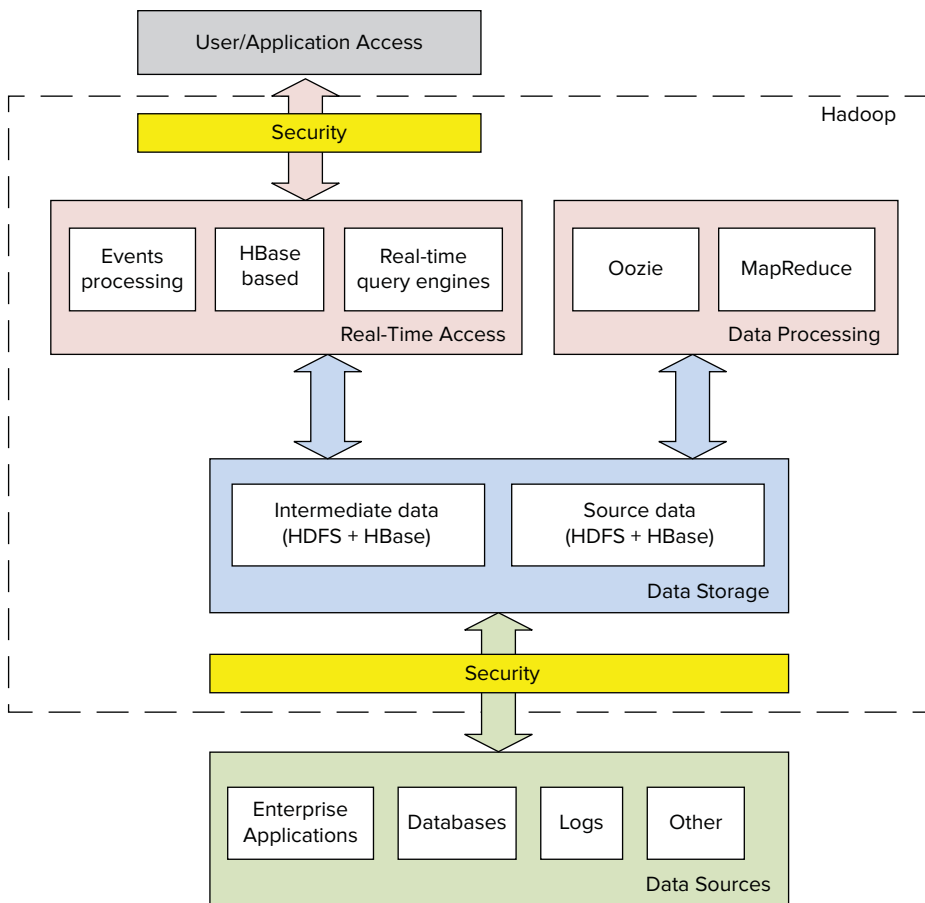 User/Application Access
Hadoop
Security
Events
processing
HBase
based
Real-time
query engines
Real-Time Access
Oozie
MapReduce
Data Processing
Intermediate data
(HDFS + HBase)
Source data
(HDFS + HBase)
Data Storage
Security
Enterprise
Applications
Databases
Logs
Other
Data Sources